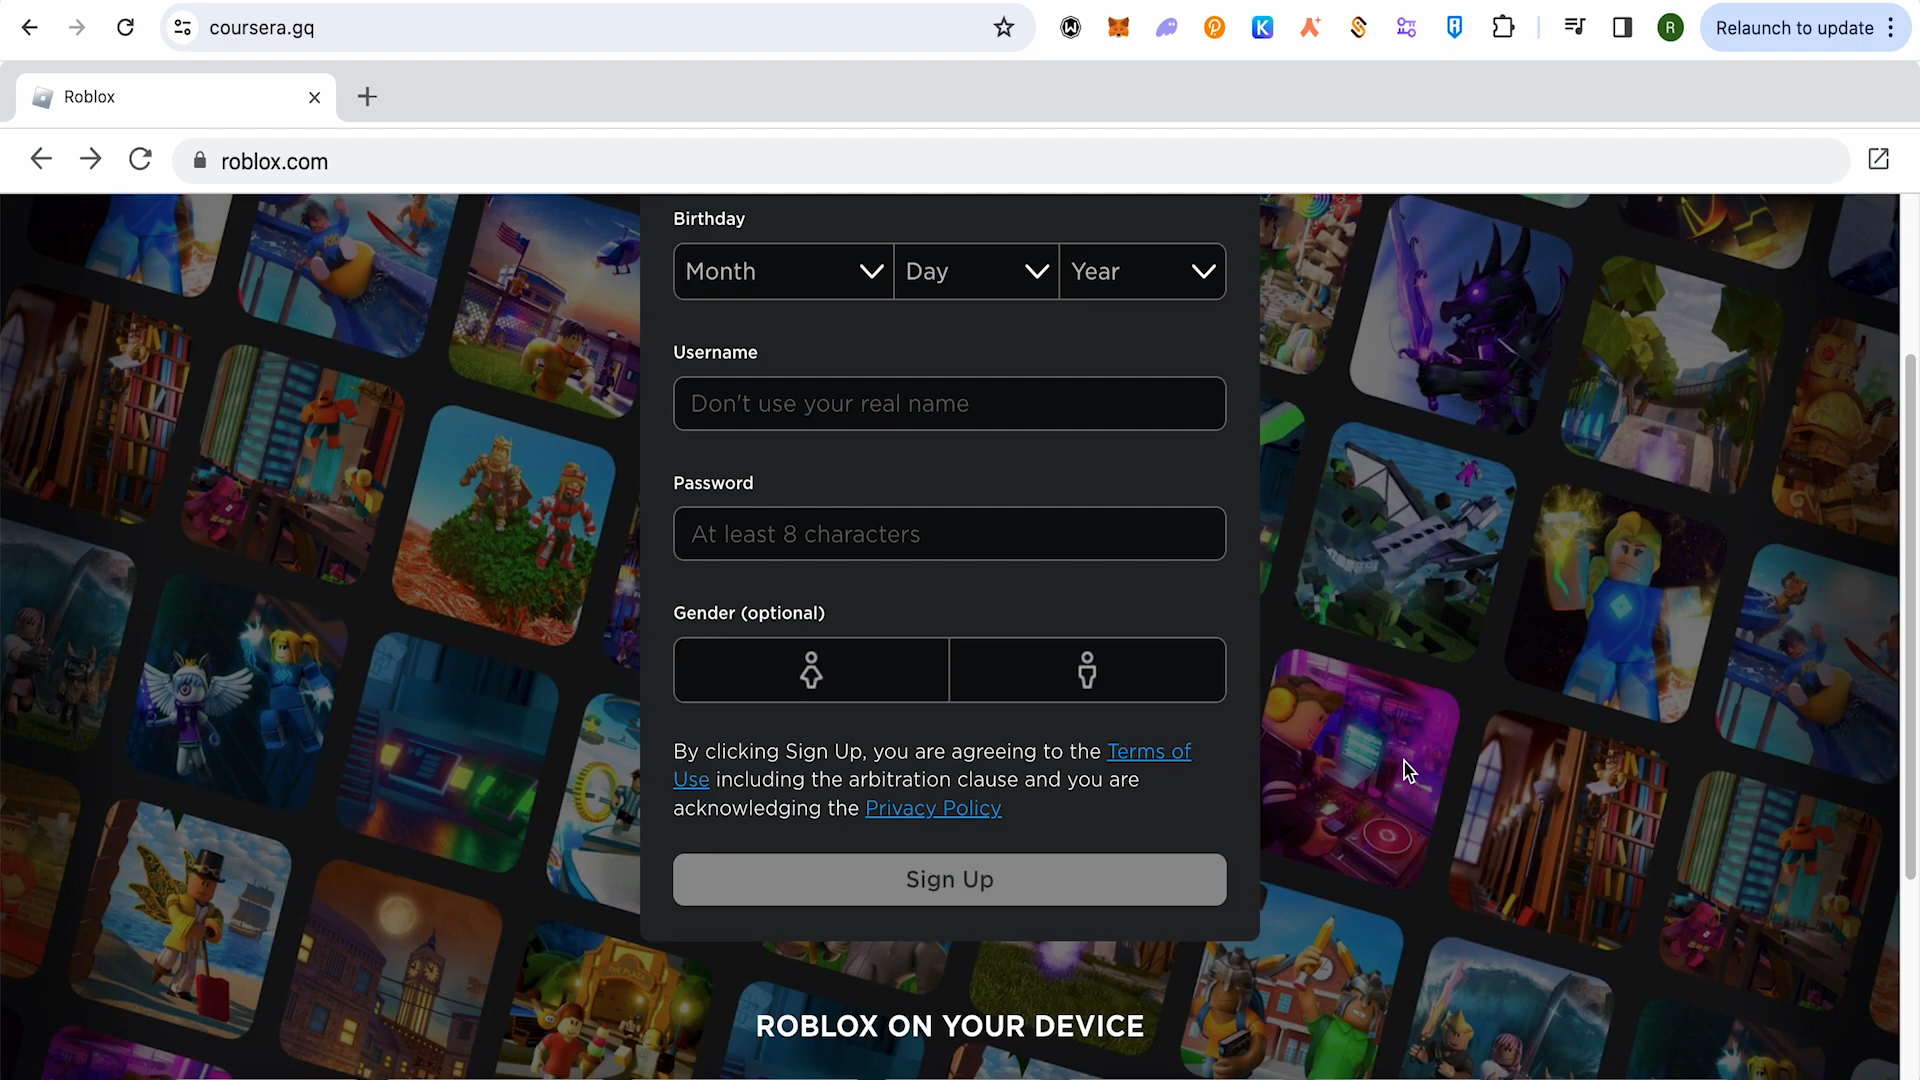 coursera.gq
R
Relaunch to update
Roblox
roblox.com
Birthday
Month
Day
Year
Username
Don't use your real name
Password
At least 8 characters
Gender (optional)
By clicking Sign Up, you are agreeing to the Terms of
Use including the arbitration clause and you are
acknowledging the Privacy Policy
Sign Up
ROBLOX ON YOUR DEVICE